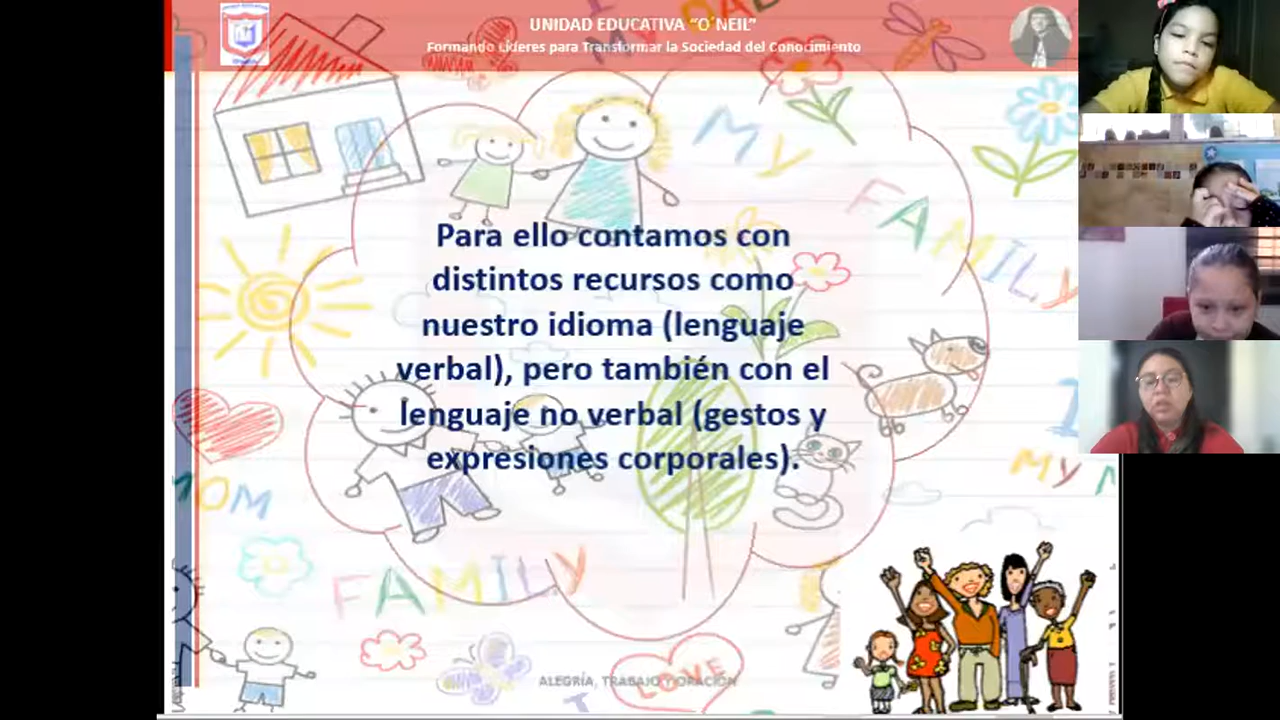 UNIDAD EDUCATIVA "O´NEIL"
Formando Líderes para Transformar la Sociedad del Conocimiento
MY
FAMILY
Para ello contamos con
distintos recursos como
nuestro idioma (lenguaje
verbal), pero también con el
lenguaje no verbal (gestos y
expresiones corporales).
MOM
MY
FAMILY
LOVE
ALEGRÍA, TRABAJO Y ORACIÓN